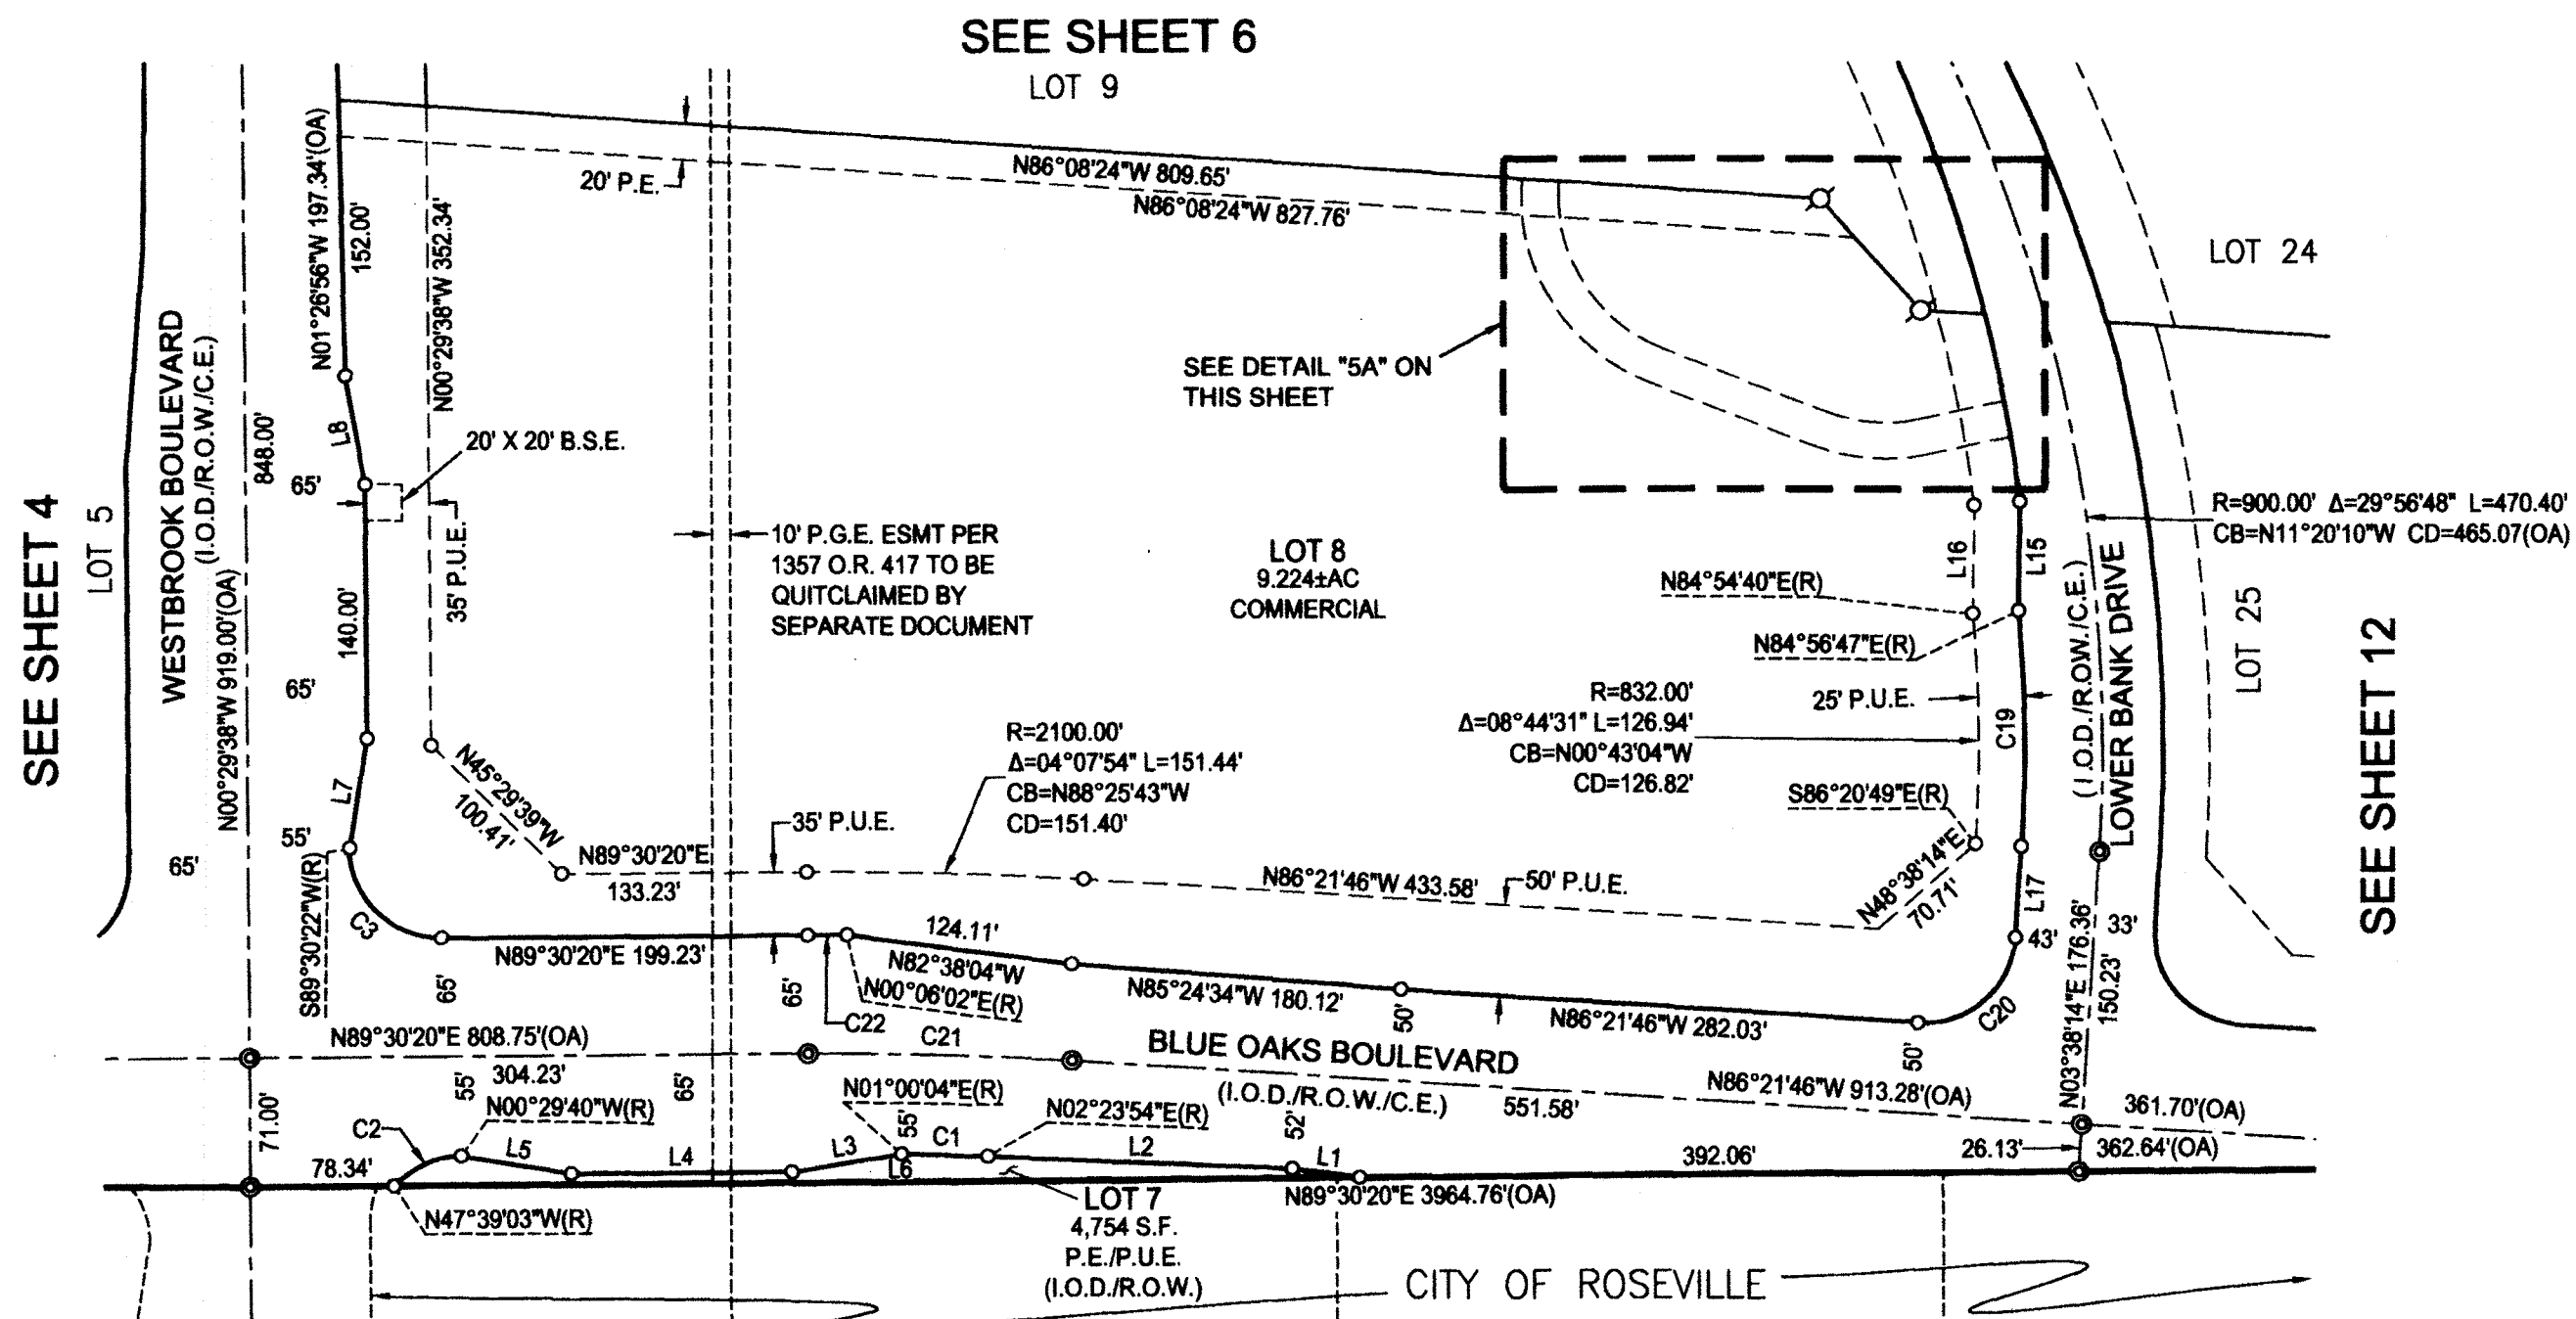 SEE SHEET 6
LOT 9
N86°08'24"W 809.65'
N86°08'24"W 827.76'
20' P.E.
N01°26'56"W 197.34'(OA)
152.00'
N00°29'38"W 352.34'
LOT 24
SEE DETAIL "5A" ON
THIS SHEET
WESTBROOK BOULEVARD
(I.O.D./R.O.W./C.E.)
848.00'
N00°29'38"W 919.00'(OA)
L8
20' X 20' B.S.E.
65'
SEE SHEET 4
LOT 5
35' P.U.E.
140.00'
65'
10' P.G.E. ESMT PER
1357 O.R. 417 TO BE
QUITCLAIMED BY
SEPARATE DOCUMENT
LOT 8
9.224±AC
COMMERCIAL
R=900.00' Δ=29°56'48" L=470.40'
CB=N11°20'10"W CD=465.07(OA)
L16
L15
N84°54'40"E(R)
N84°56'47"E(R)
(I.O.D./R.O.W./C.E.)
LOWER BANK DRIVE
LOT 25
SEE SHEET 12
R=832.00'
Δ=08°44'31" L=126.94'
CB=N00°43'04"W
CD=126.82'
25' P.U.E.
C19
R=2100.00'
Δ=04°07'54" L=151.44'
CB=N88°25'43"W
CD=151.40'
S86°20'49"E(R)
L7
N45°29'39"W
100.41'
55'
65'
35' P.U.E.
N89°30'20"E
133.23'
N86°21'46"W 433.58'
50' P.U.E.
N48°38'14"E
70.71'
L17
S89°30'22"W(R)
C3
N89°30'20"E 199.23'
124.11'
N82°38'04"W
N00°06'02"E(R)
C22
N85°24'34"W 180.12'
N86°21'46"W 282.03'
43'
33'
C20
N03°38'14"E 176.36'
150.23'
65'
65'
50'
50'
N89°30'20"E 808.75'(OA)
304.23'
C21
BLUE OAKS BOULEVARD
(I.O.D./R.O.W./C.E.)
551.58'
N86°21'46"W 913.28'(OA)
361.70'(OA)
71.00'
55'
65'
N00°29'40"W(R)
N01°00'04"E(R)
55'
N02°23'54"E(R)
52'
C2
78.34'
L5
L4
L3
L6
C1
L2
L1
392.06'
26.13'
362.64'(OA)
N47°39'03"W(R)
LOT 7
4,754 S.F.
P.E./P.U.E.
(I.O.D./R.O.W.)
N89°30'20"E 3964.76'(OA)
CITY OF ROSEVILLE